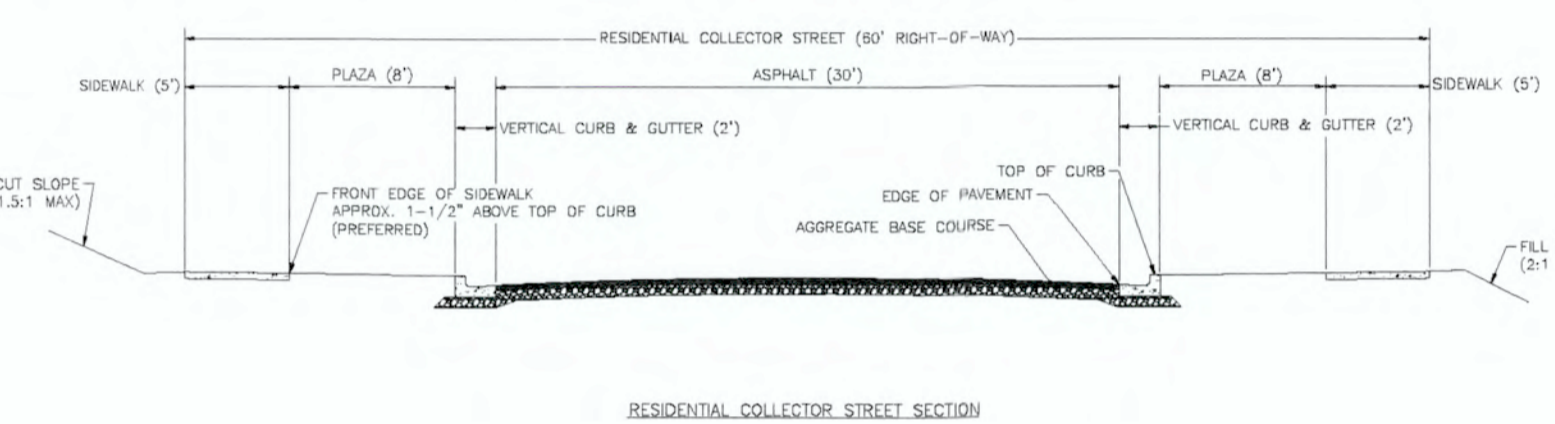 RESIDENTIAL COLLECTOR STREET (60' RIGHT-OF-WAY)
SIDEWALK (5')
PLAZA (8')
ASPHALT (30')
PLAZA (8')
SIDEWALK (5')
VERTICAL CURB & GUTTER (2')
VERTICAL CURB & GUTTER (2')
CUT SLOPE
1.5:1 MAX)
FRONT EDGE OF SIDEWALK
APPROX. 1-1/2" ABOVE TOP OF CURB
(PREFERRED)
TOP OF CURB
EDGE OF PAVEMENT
AGGREGATE BASE COURSE
FILL
(2:1
RESIDENTIAL COLLECTOR STREET SECTION